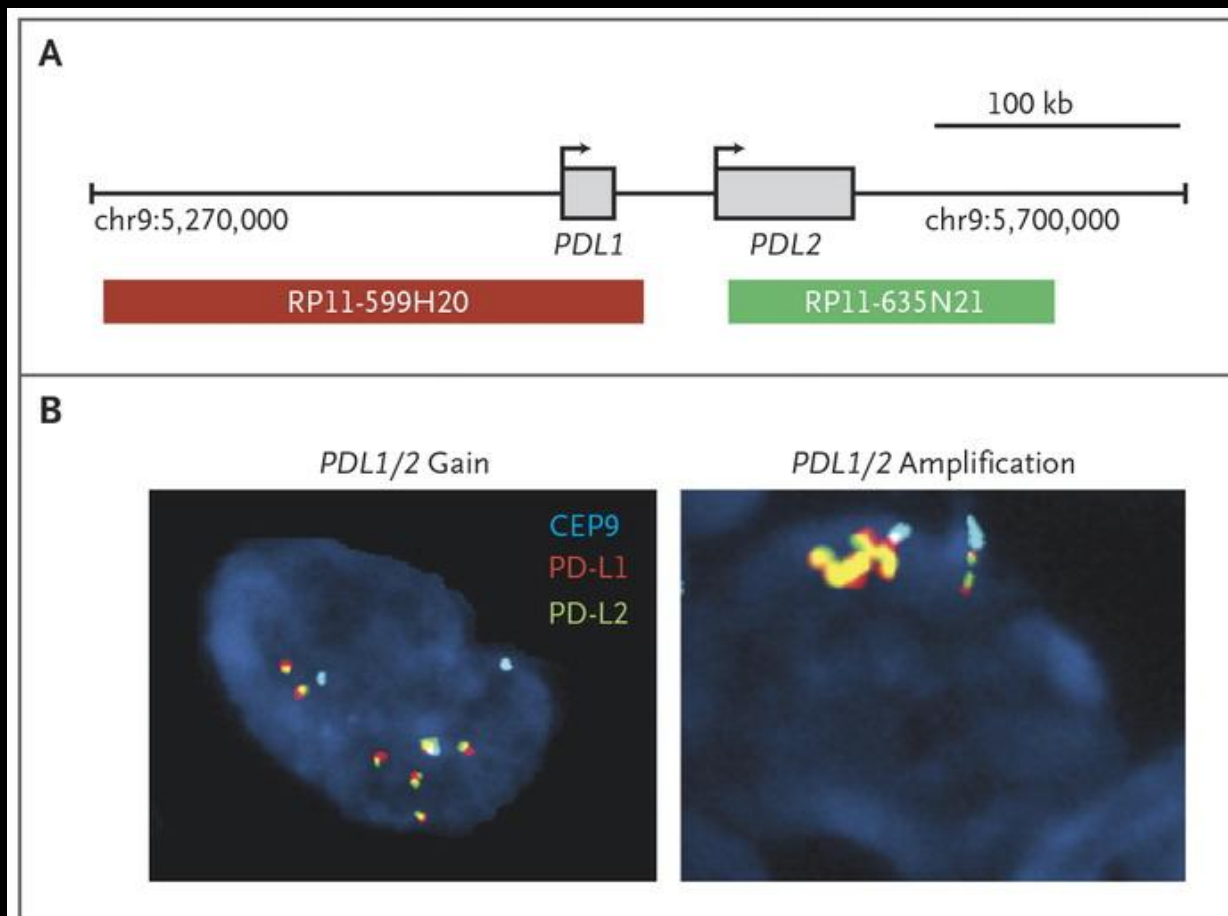 A
100 kb
chr9:5,270,000
chr9:5,700,000
PDL1
PDL2
RP11-599H20
RP11-635N21
B
PDL1/2 Gain
PDL1/2 Amplification
CEP9
PD-L1
PD-L2